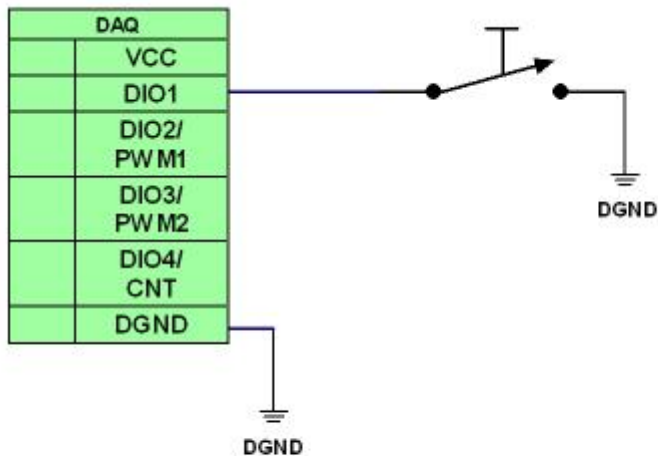 DAQ
VCC
DIO1
DIO2/
PWM1
DIO3/
PWM2
DIO4/
CNT
DGND
DGND
DGND